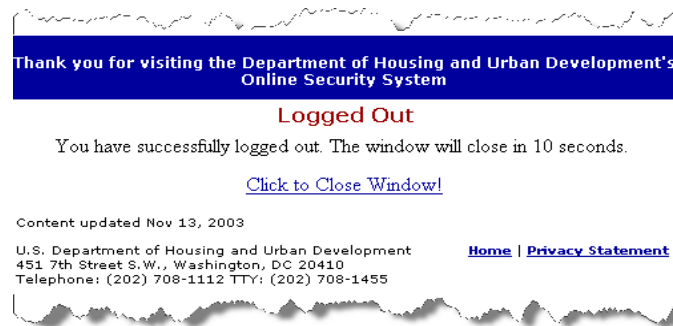 Thank you for visiting the Department of Housing and Urban Development's
Online Security System
Logged Out
You have successfully logged out. The window will close in 10 seconds.
Click to Close Window!
Content updated Nov 13, 2003
U.S. Department of Housing and Urban Development
451 7th Street S.W., Washington, DC 20410
Telephone: (202) 708-1112 TTY: (202) 708-1455
Home | Privacy Statement